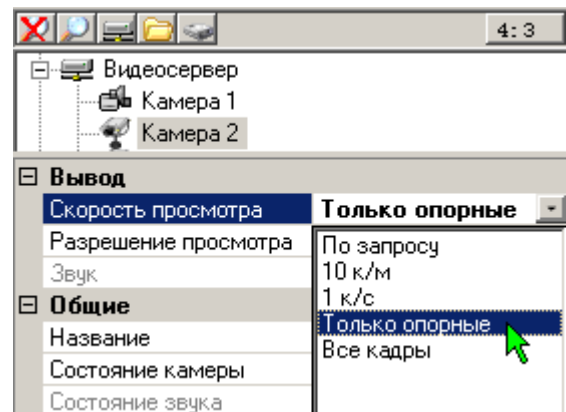 4:3
Видеосервер
Камера 1
Камера 2
Вывод
Скорость просмотра Только опорные
Разрешение просмотра По запросу
Звук 10 к/м
1 к/с
Общие Только опорные
Название Все кадры
Состояние камеры
Состояние звука